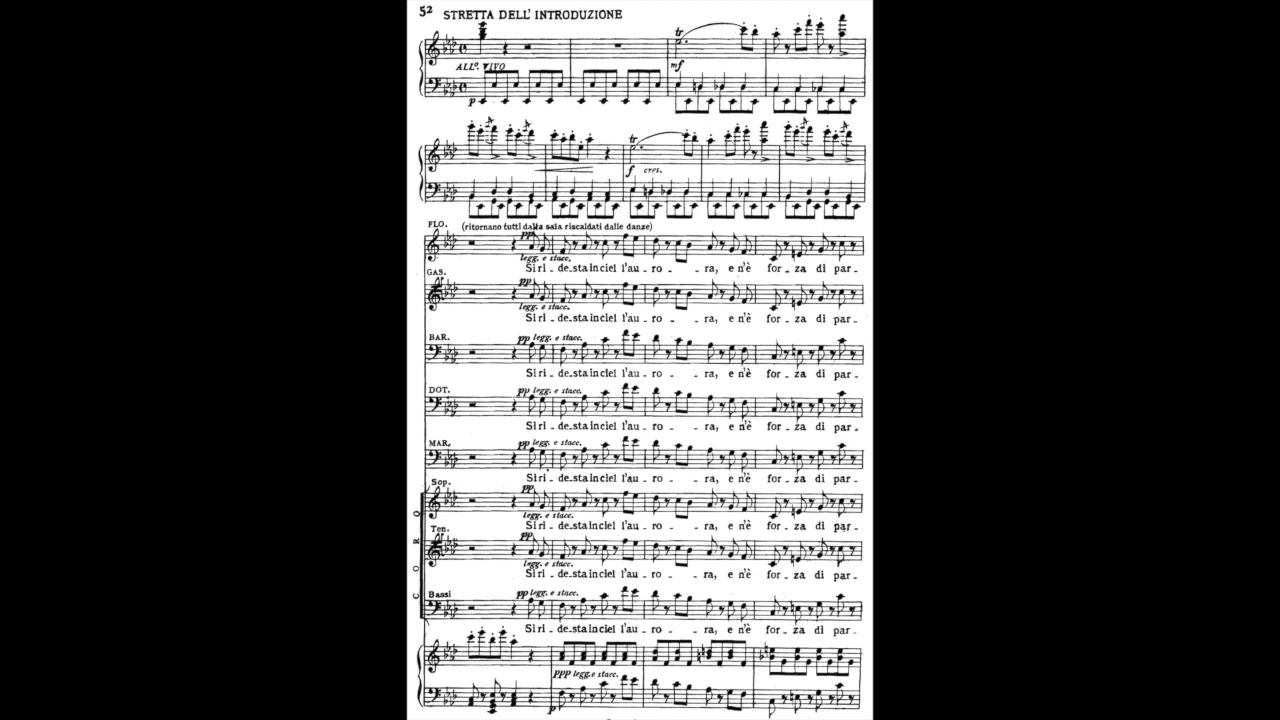 52 STRETTA DELL' INTRODUZIONE
tr
ALLº. VIVO
mf
p
tr
f cres.
FLO. (ritornano tutti dalla sala riscaldati dalle danze)
pp
legg. e stacc.
Si ri - de-sta in ciel l'au - ro - - ra, e n'è for - za di par -
GAS.
pp
legg. e stacc.
Si ri - de-sta in ciel l'au - ro - - ra, e n'è for - za di par -
BAR. pp legg. e stacc.
Si ri - de-sta in ciel l'au - ro - - ra, e n'è for - za di par -
DOT. pp legg. e stacc.
Si ri - de-sta in ciel l'au - ro - - ra, e n'è for - za di par -
MAR. pp legg. e stacc.
Si ri - de-sta in ciel l'au - ro - - ra, e n'è for - za di par -
CORO
Sop. pp
legg. e stacc.
Si ri - de-sta in ciel l'au - ro - - ra, e n'è for - za di par -
Ten. pp
legg. e stacc.
Si ri - de-sta in ciel l'au - ro - - ra, e n'è for - za di par -
Bassi pp legg. e stacc.
Si ri - de-sta in ciel l'au - ro - - ra, e n'è for - za di par -
ppp legg. e stacc.
p